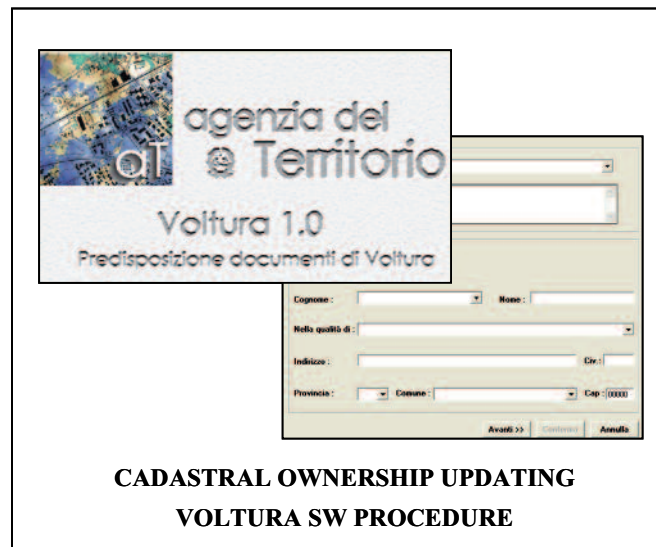 aT
agenzia del
Territorio
Voltura 1.0
Predisposizione documenti di Voltura
Cognome :
Nome :
Nella qualità di :
Indirizzo :
Civ. :
Provincia :
Comune :
Cap : 00000
Avanti >>
Conferma
Annulla
CADASTRAL OWNERSHIP UPDATING
VOLTURA SW PROCEDURE